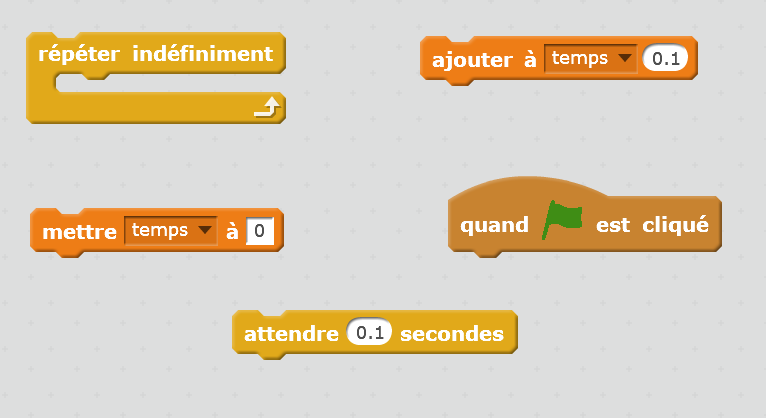 répéter indéfiniment
ajouter à temps 0.1
mettre temps à 0
quand est cliqué
attendre 0.1 secondes